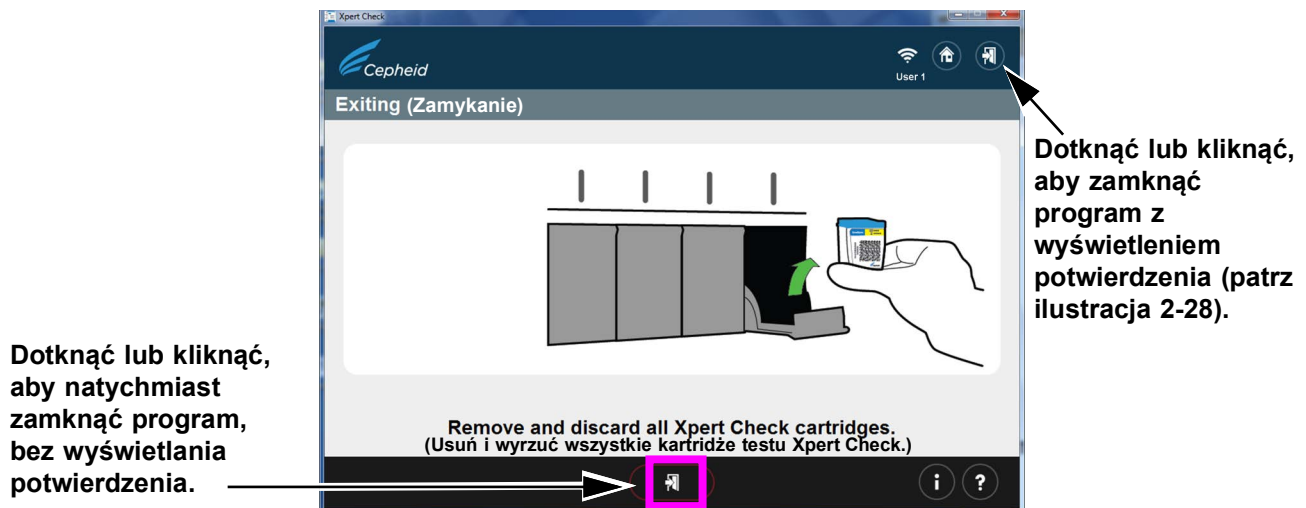 Xpert Check
Cepheid
User 1
Exiting (Zamykanie)
Dotknąć lub kliknąć,
aby zamknąć
program z
wyświetleniem
potwierdzenia (patrz
ilustracja 2-28).
Dotknąć lub kliknąć,
aby natychmiast
zamknąć program,
bez wyświetlania
potwierdzenia.
Remove and discard all Xpert Check cartridges.
(Usuń i wyrzuć wszystkie kartridże testu Xpert Check.)
i ?